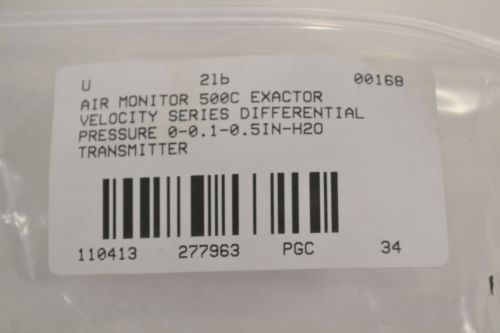 U 2lb 00168
AIR MONITOR 500C EXACTOR
VELOCITY SERIES DIFFERENTIAL
PRESSURE 0-0.1-0.5IN-H2O
TRANSMITTER
110413 277963 PGC 34